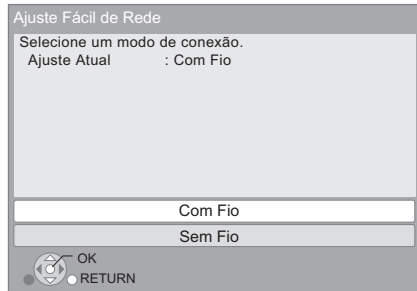 Ajuste Fácil de Rede
Selecione um modo de conexão.
Ajuste Atual : Com Fio
Com Fio
Sem Fio
OK
RETURN